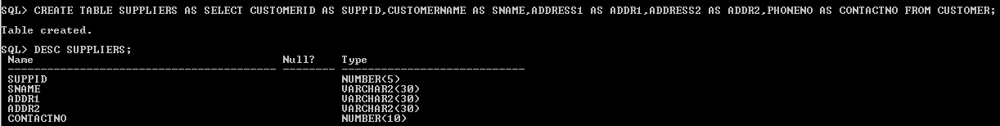 SQL> CREATE TABLE SUPPLIERS AS SELECT CUSTOMERID AS SUPPID,CUSTOMERNAME AS SNAME,ADDRESS1 AS ADDR1,ADDRESS2 AS ADDR2,PHONENO AS CONTACTNO FROM CUSTOMER;
Table created.
SQL> DESC SUPPLIERS;
Name Null? Type
----------------------------------------- -------- ----------------------------
SUPPID NUMBER(5)
SNAME VARCHAR2(30)
ADDR1 VARCHAR2(30)
ADDR2 VARCHAR2(30)
CONTACTNO NUMBER(10)